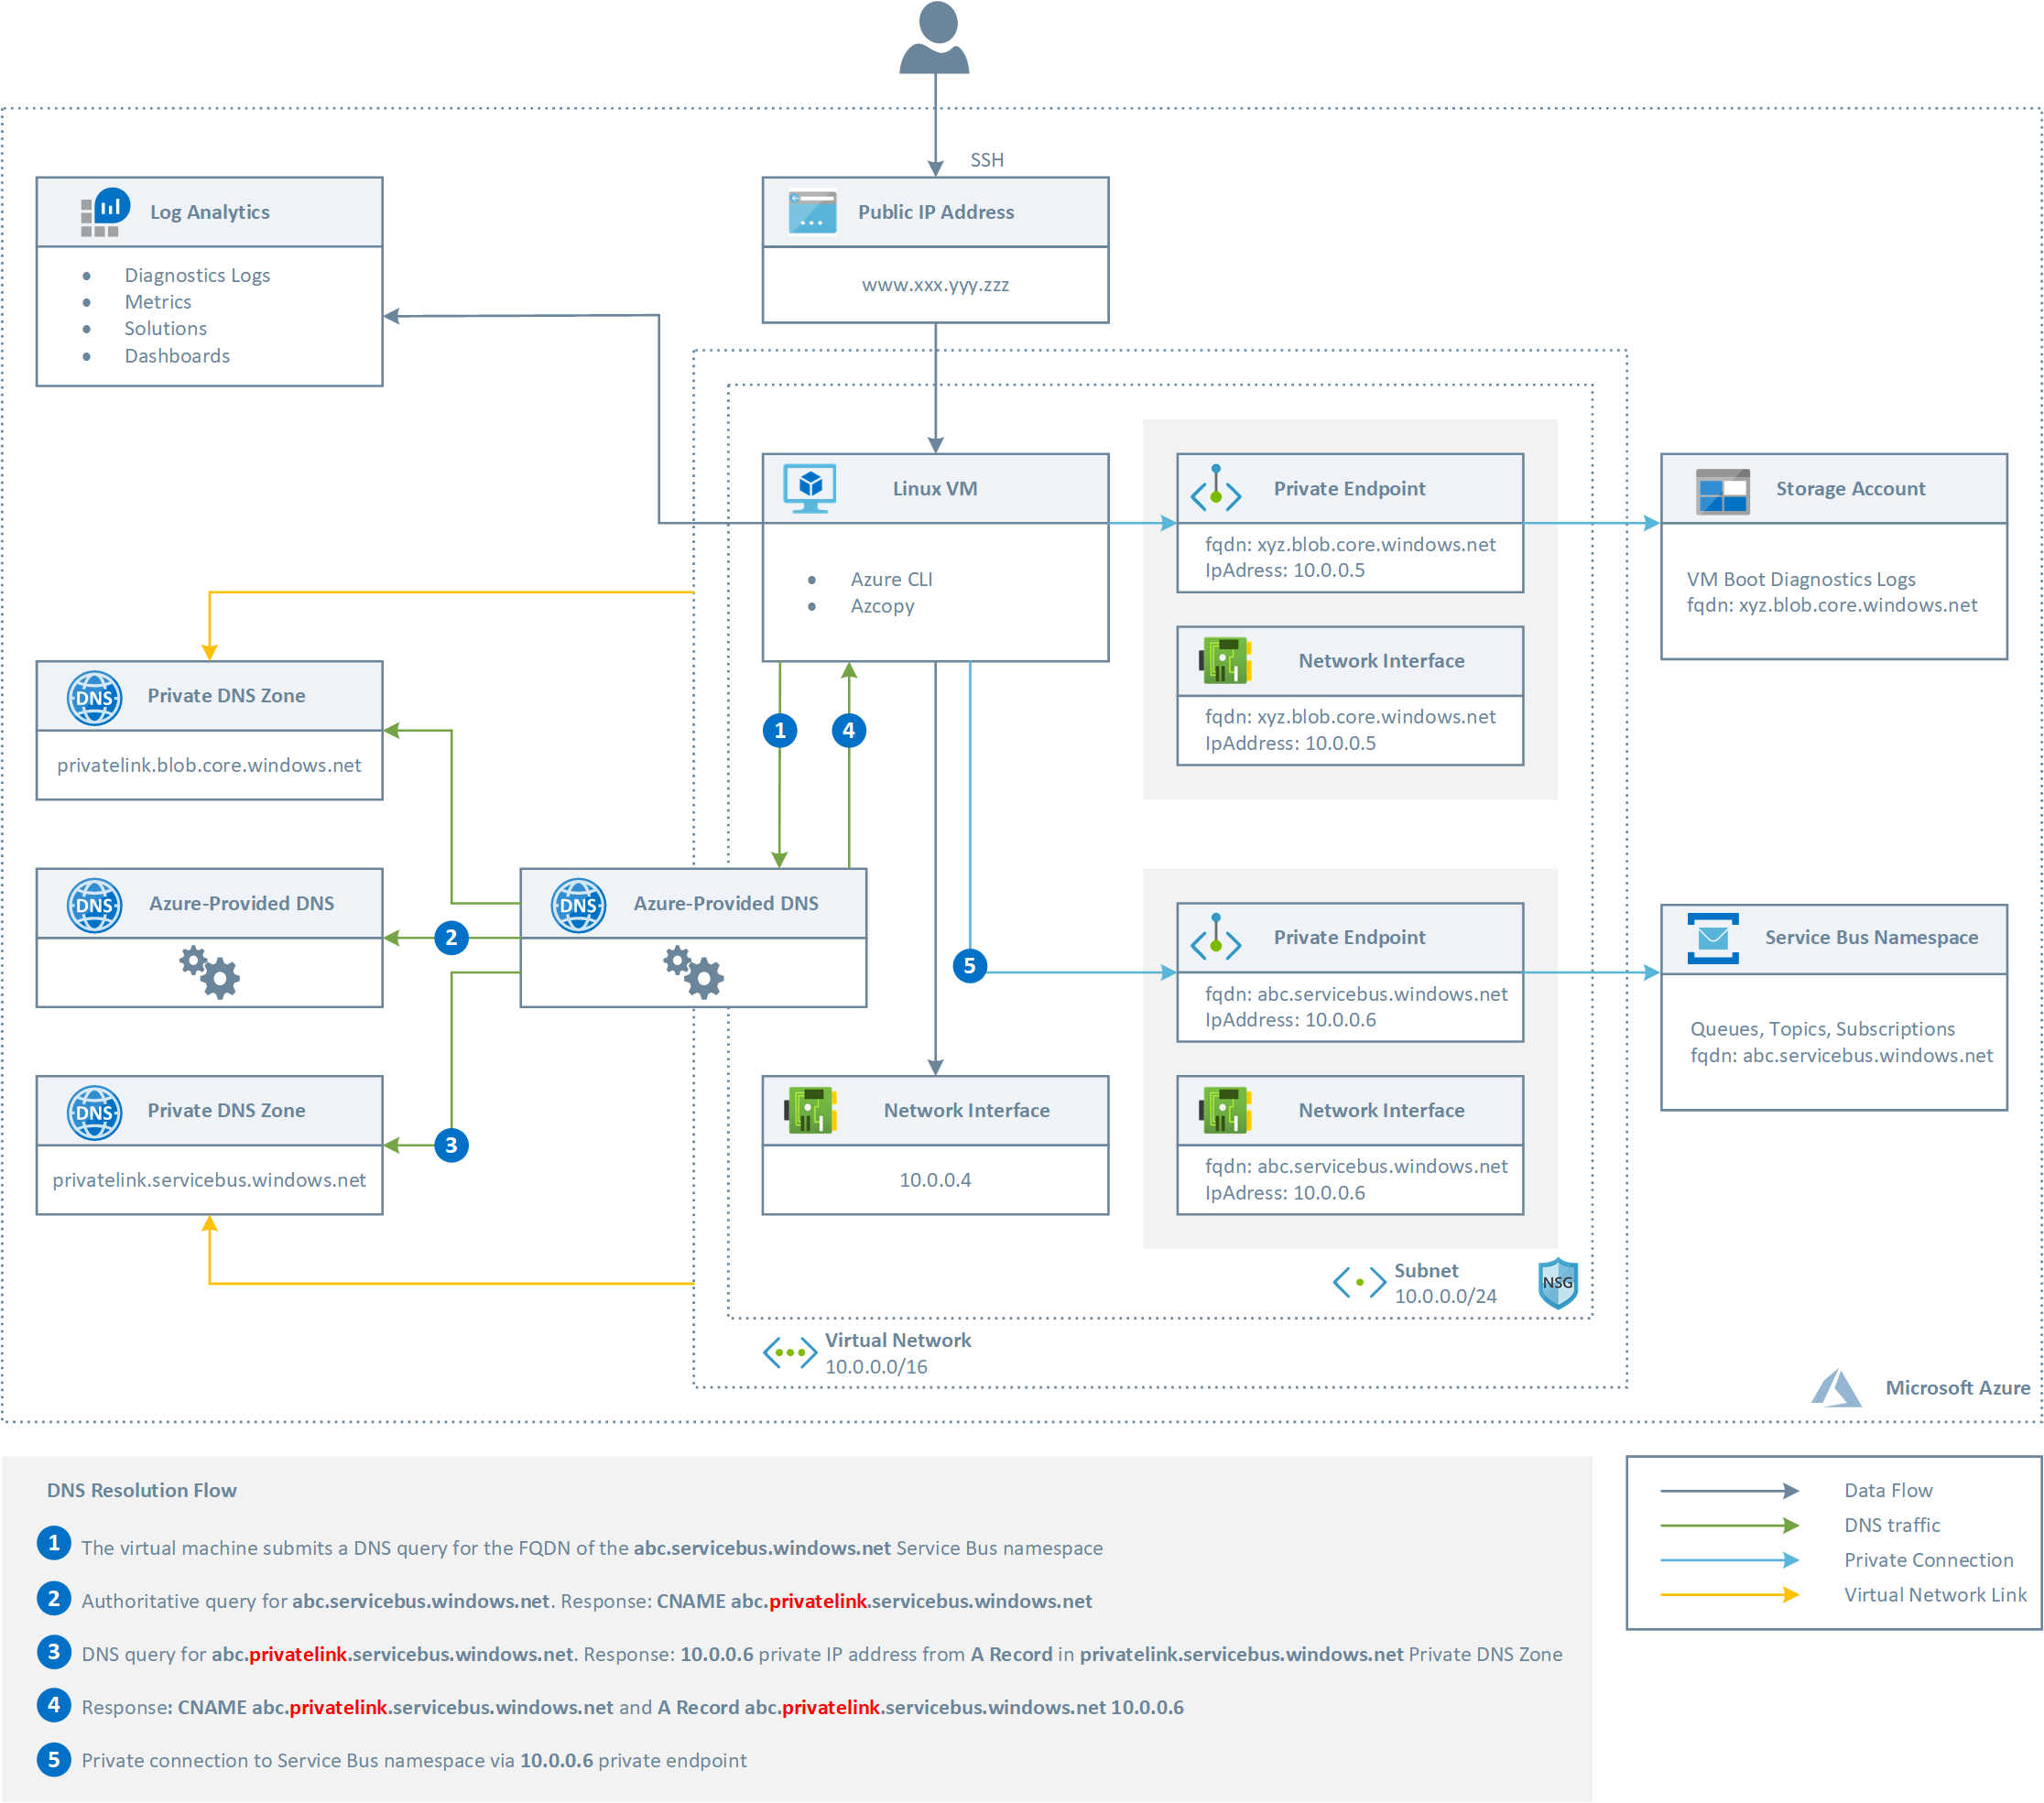 SSH
Log Analytics
• Diagnostics Logs
• Metrics
• Solutions
• Dashboards
Public IP Address
www.xxx.yyy.zzz
Linux VM
• Azure CLI
• Azcopy
Private Endpoint
fqdn: xyz.blob.core.windows.net
IpAdress: 10.0.0.5
Storage Account
VM Boot Diagnostics Logs
fqdn: xyz.blob.core.windows.net
Network Interface
fqdn: xyz.blob.core.windows.net
IpAddress: 10.0.0.5
DNS
Private DNS Zone
privatelink.blob.core.windows.net
1
4
DNS
Azure-Provided DNS
2
DNS
Azure-Provided DNS
5
Private Endpoint
fqdn: abc.servicebus.windows.net
IpAddress: 10.0.0.6
Service Bus Namespace
Queues, Topics, Subscriptions
fqdn: abc.servicebus.windows.net
DNS
Private DNS Zone
privatelink.servicebus.windows.net
3
Network Interface
10.0.0.4
Network Interface
fqdn: abc.servicebus.windows.net
IpAdress: 10.0.0.6
Subnet
10.0.0.0/24
NSG
Virtual Network
10.0.0.0/16
Microsoft Azure
DNS Resolution Flow
1 The virtual machine submits a DNS query for the FQDN of the abc.servicebus.windows.net Service Bus namespace
2 Authoritative query for abc.servicebus.windows.net. Response: CNAME abc.privatelink.servicebus.windows.net
3 DNS query for abc.privatelink.servicebus.windows.net. Response: 10.0.0.6 private IP address from A Record in privatelink.servicebus.windows.net Private DNS Zone
4 Response: CNAME abc.privatelink.servicebus.windows.net and A Record abc.privatelink.servicebus.windows.net 10.0.0.6
5 Private connection to Service Bus namespace via 10.0.0.6 private endpoint
Data Flow
DNS traffic
Private Connection
Virtual Network Link